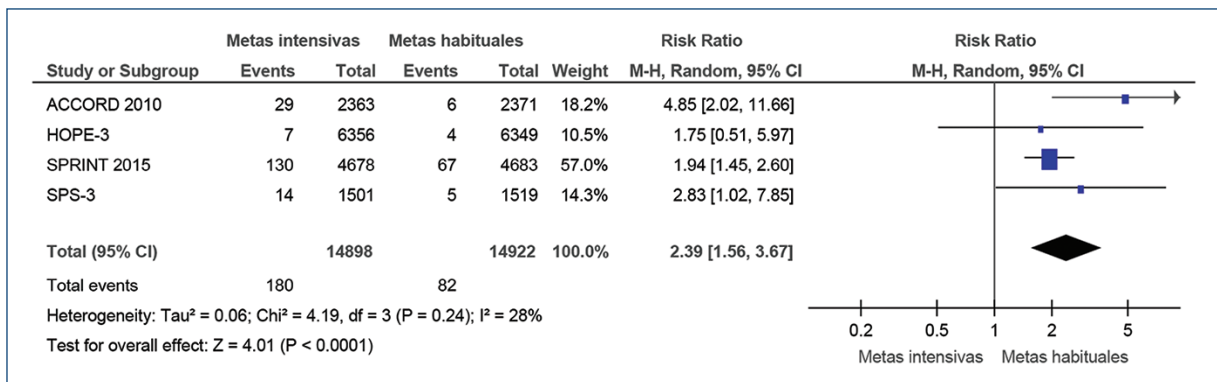 Metas intensivas Metas habituales Risk Ratio Risk Ratio
Study or Subgroup Events Total Events Total Weight M-H, Random, 95% CI M-H, Random, 95% CI
ACCORD 2010 29 2363 6 2371 18.2% 4.85 [2.02, 11.66]
HOPE-3 7 6356 4 6349 10.5% 1.75 [0.51, 5.97]
SPRINT 2015 130 4678 67 4683 57.0% 1.94 [1.45, 2.60]
SPS-3 14 1501 5 1519 14.3% 2.83 [1.02, 7.85]
Total (95% CI) 14898 14922 100.0% 2.39 [1.56, 3.67]
Total events 180 82
Heterogeneity: Tau² = 0.06; Chi² = 4.19, df = 3 (P = 0.24); I² = 28%
Test for overall effect: Z = 4.01 (P < 0.0001)
0.2 0.5 1 2 5
Metas intensivas Metas habituales